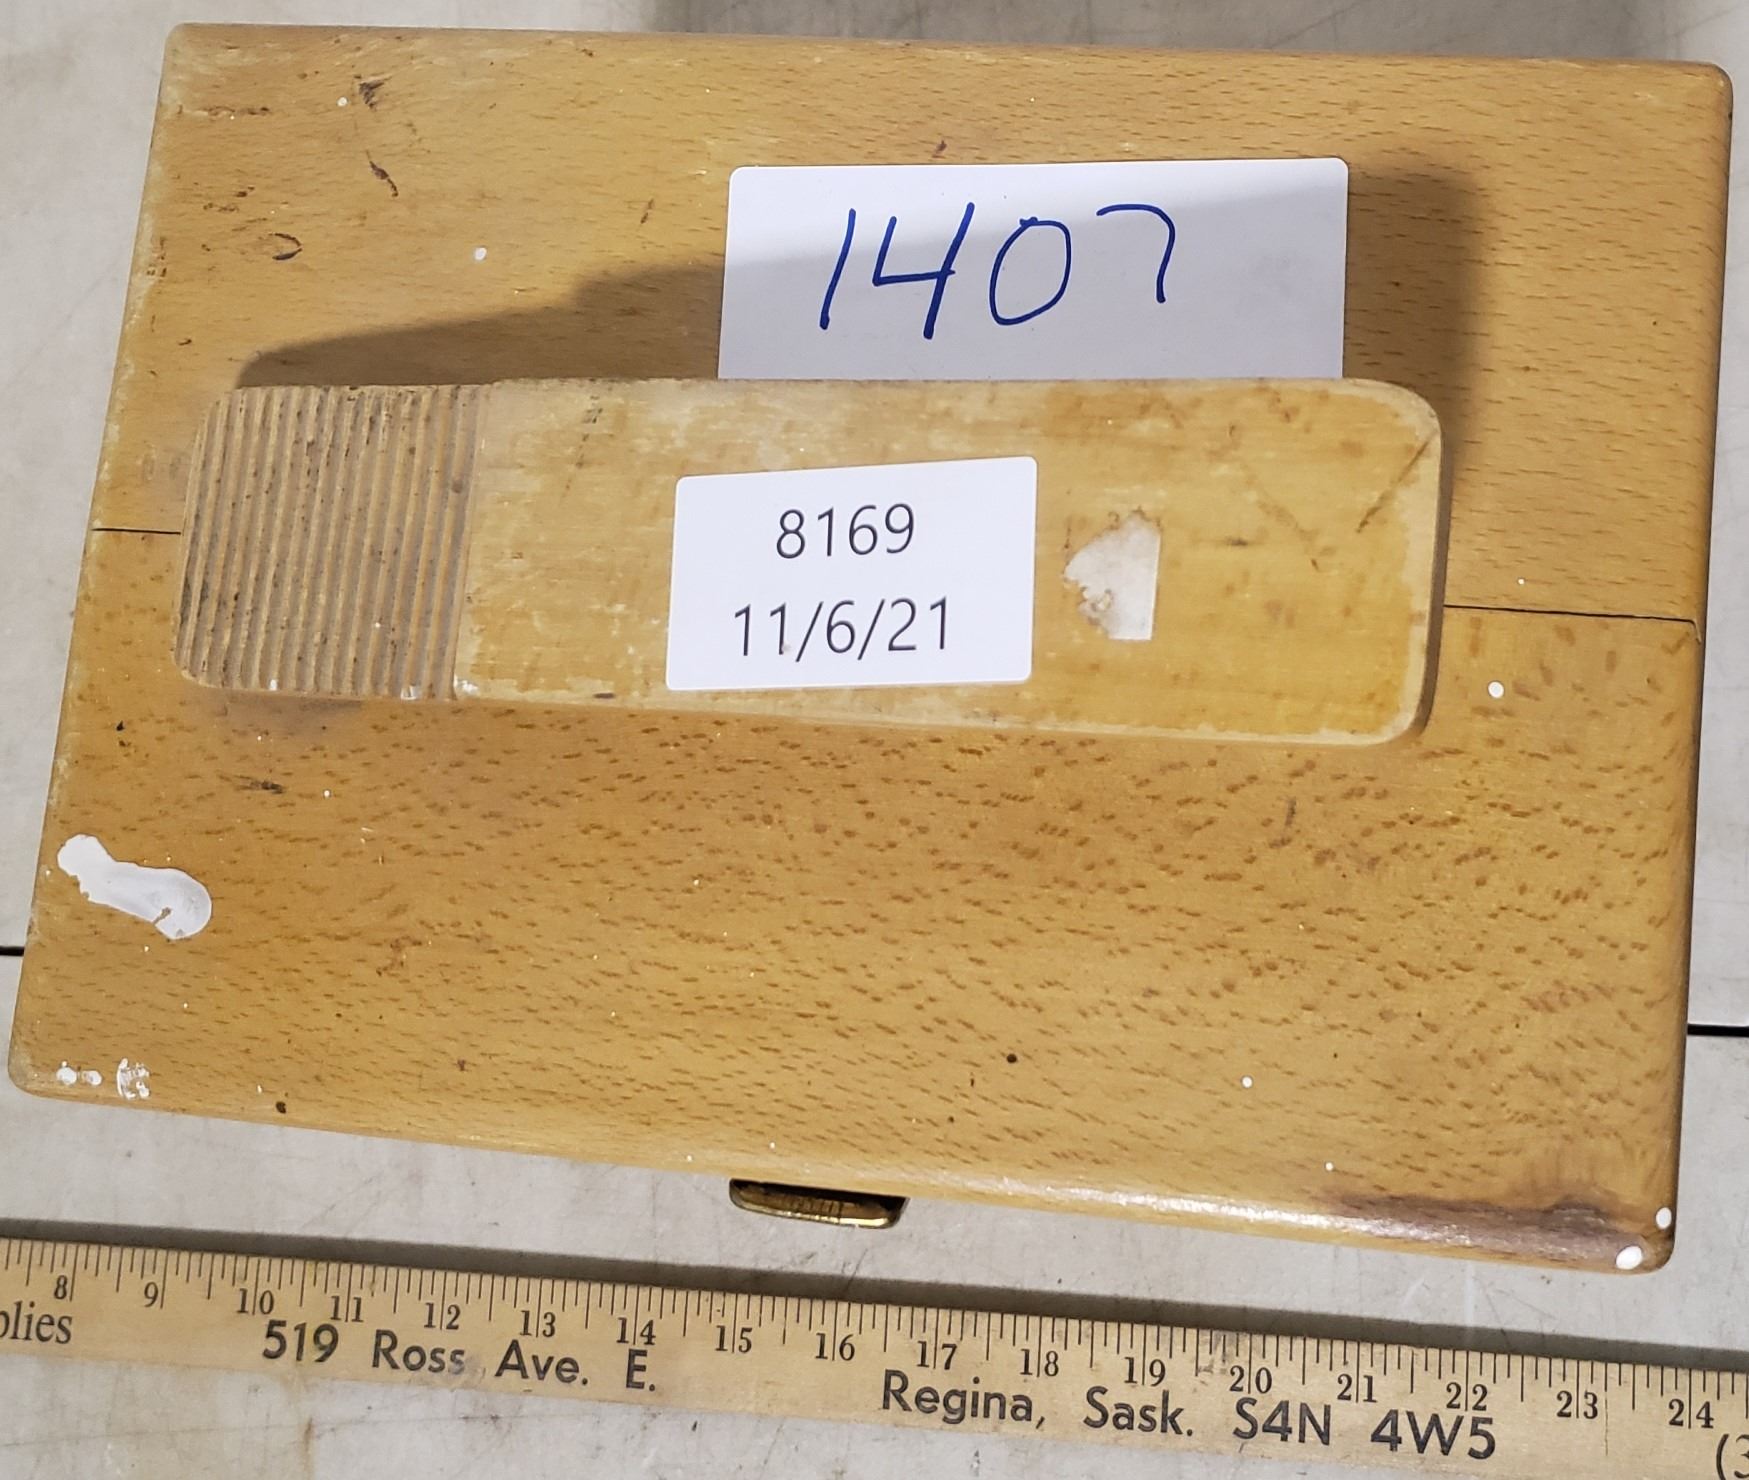 1407
8169
11/6/21
8 9 10 11 12 13 14 15 16 17 18 19 20 21 22 23 24
519 Ross Ave. E.
Regina, Sask. S4N 4W5